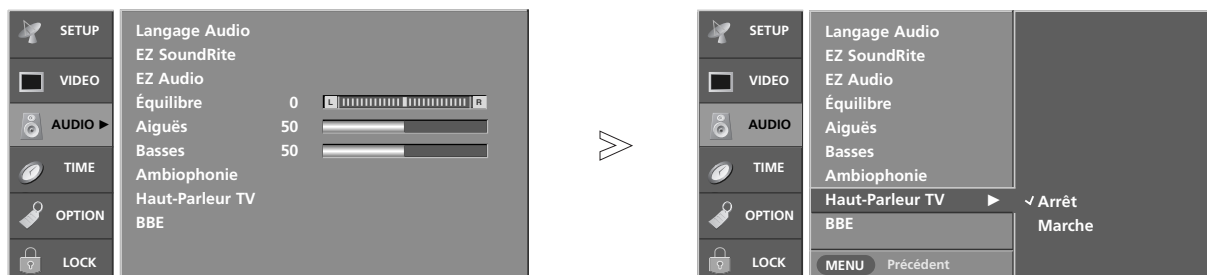 SETUP
VIDEO
AUDIO ►
TIME
OPTION
LOCK
Langage Audio
EZ SoundRite
EZ Audio
Équilibre 0 L R
Aiguës 50
Basses 50
Ambiophonie
Haut-Parleur TV
BBE
SETUP
VIDEO
AUDIO
TIME
OPTION
LOCK
Langage Audio
EZ SoundRite
EZ Audio
Équilibre
Aiguës
Basses
Ambiophonie
Haut-Parleur TV ►
BBE
MENU Précédent
✓ Arrêt
Marche